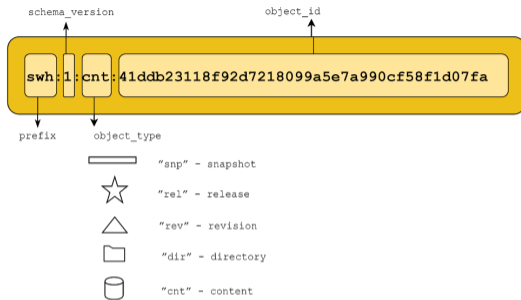 schema_version
object_id
swh:1:cnt:41ddb23118f92d7218099a5e7a990cf58f1d07fa
prefix
object_type
"snp" - snapshot
"rel" - release
"rev" - revision
"dir" - directory
"cnt" - content